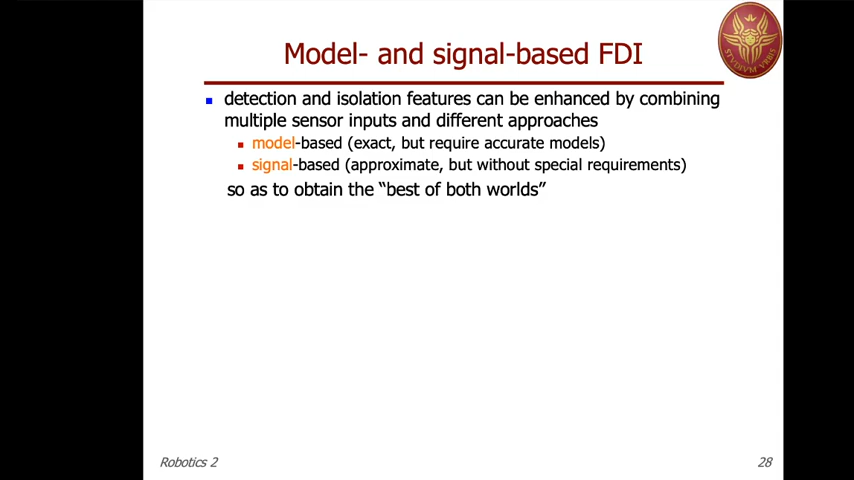 Model- and signal-based FDI
detection and isolation features can be enhanced by combining
multiple sensor inputs and different approaches
model-based (exact, but require accurate models)
signal-based (approximate, but without special requirements)
so as to obtain the “best of both worlds”
Robotics 2
28
STVDIVM VRBIS